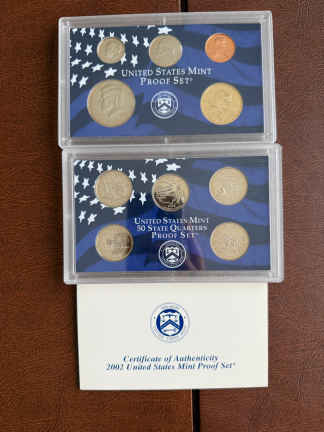 UNITED STATES MINT
PROOF SET
UNITED STATES MINT
50 STATE QUARTERS
PROOF SET™
Certificate of Authenticity
2002 United States Mint Proof Set®